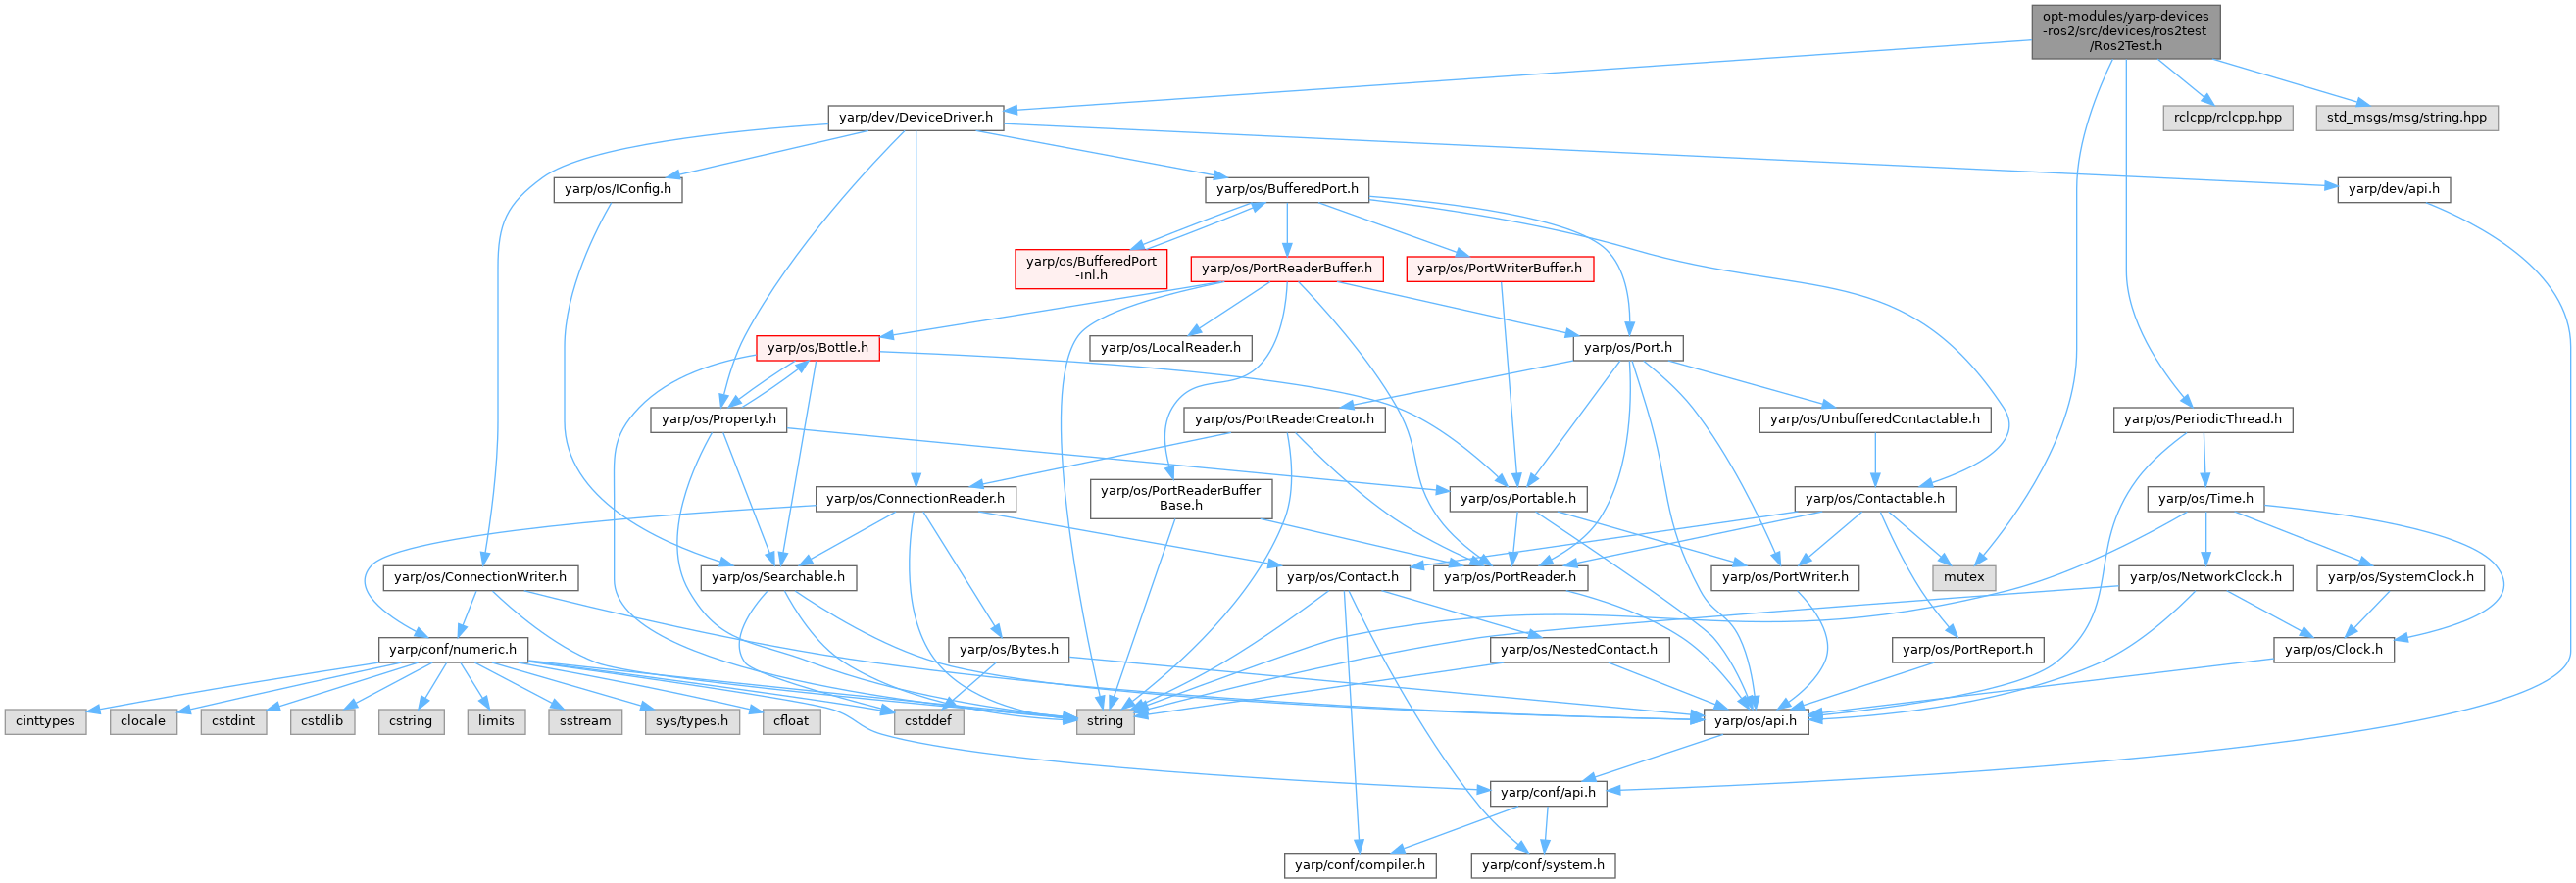 opt-modules/yarp-devices
-ros2/src/devices/ros2test
/Ros2Test.h
yarp/dev/DeviceDriver.h
rclcpp/rclcpp.hpp
std_msgs/msg/string.hpp
yarp/os/IConfig.h
yarp/os/BufferedPort.h
yarp/dev/api.h
yarp/os/BufferedPort
-inl.h
yarp/os/PortReaderBuffer.h
yarp/os/PortWriterBuffer.h
yarp/os/Bottle.h
yarp/os/LocalReader.h
yarp/os/Port.h
yarp/os/Property.h
yarp/os/PortReaderCreator.h
yarp/os/UnbufferedContactable.h
yarp/os/PeriodicThread.h
yarp/os/ConnectionReader.h
yarp/os/PortReaderBuffer
Base.h
yarp/os/Portable.h
yarp/os/Contactable.h
yarp/os/Time.h
yarp/os/ConnectionWriter.h
yarp/os/Searchable.h
yarp/os/Contact.h
yarp/os/PortReader.h
yarp/os/PortWriter.h
mutex
yarp/os/NetworkClock.h
yarp/os/SystemClock.h
yarp/conf/numeric.h
yarp/os/Bytes.h
yarp/os/NestedContact.h
yarp/os/PortReport.h
yarp/os/Clock.h
cinttypes
clocale
cstdint
cstdlib
cstring
limits
sstream
sys/types.h
cfloat
cstddef
string
yarp/os/api.h
yarp/conf/api.h
yarp/conf/compiler.h
yarp/conf/system.h